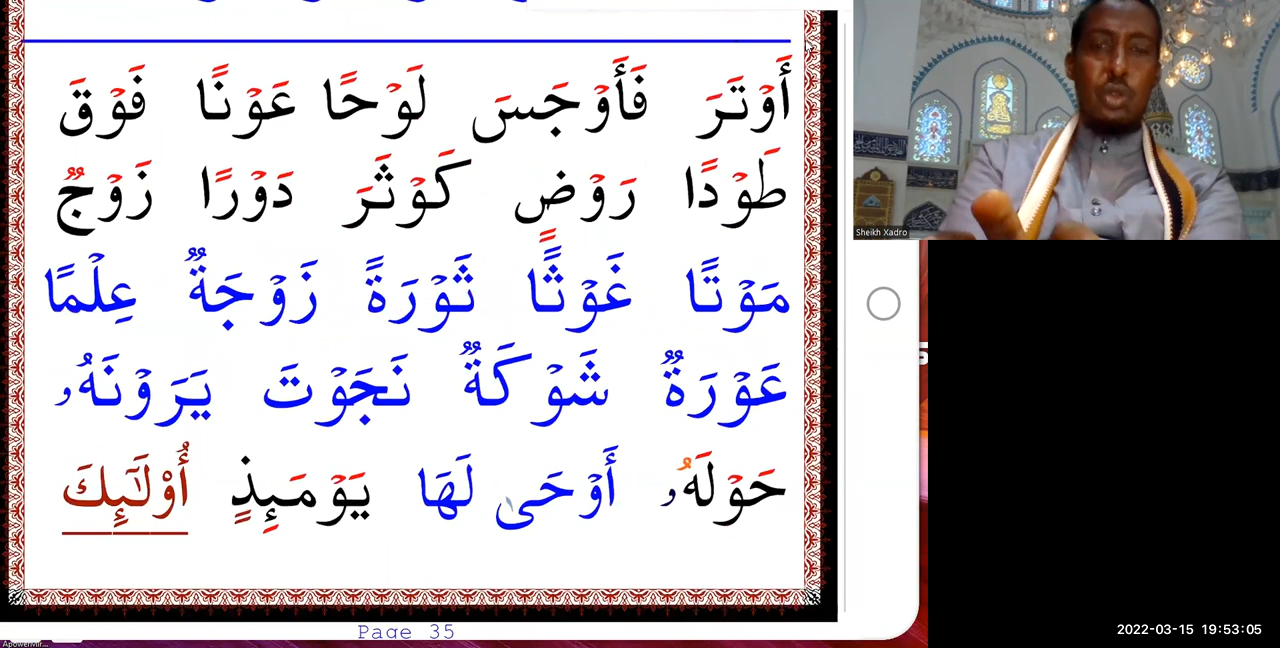 أَوْتَرَ فَأَوْجَسَ لَوْحًا عَوْنًا فَوْقَ
طَوْدًا رَوْضٍ كَوْثَرَ دَوْرًا زَوْجٌ
مَوْتًا غَوْثًا ثَوْرَةً زَوْجَةٌ عِلْمًا
عَوْرَةٌ شَوْكَةٌ نَجَوْتَ يَرَوْنَهُۥ
حَوْلَهُۥ أَوْحَىٰ لَهَا يَوْمَئِذٍ أُو۟لَٰٓئِكَ
Page 35
Sheikh Xadro
2022-03-15 19:53:05